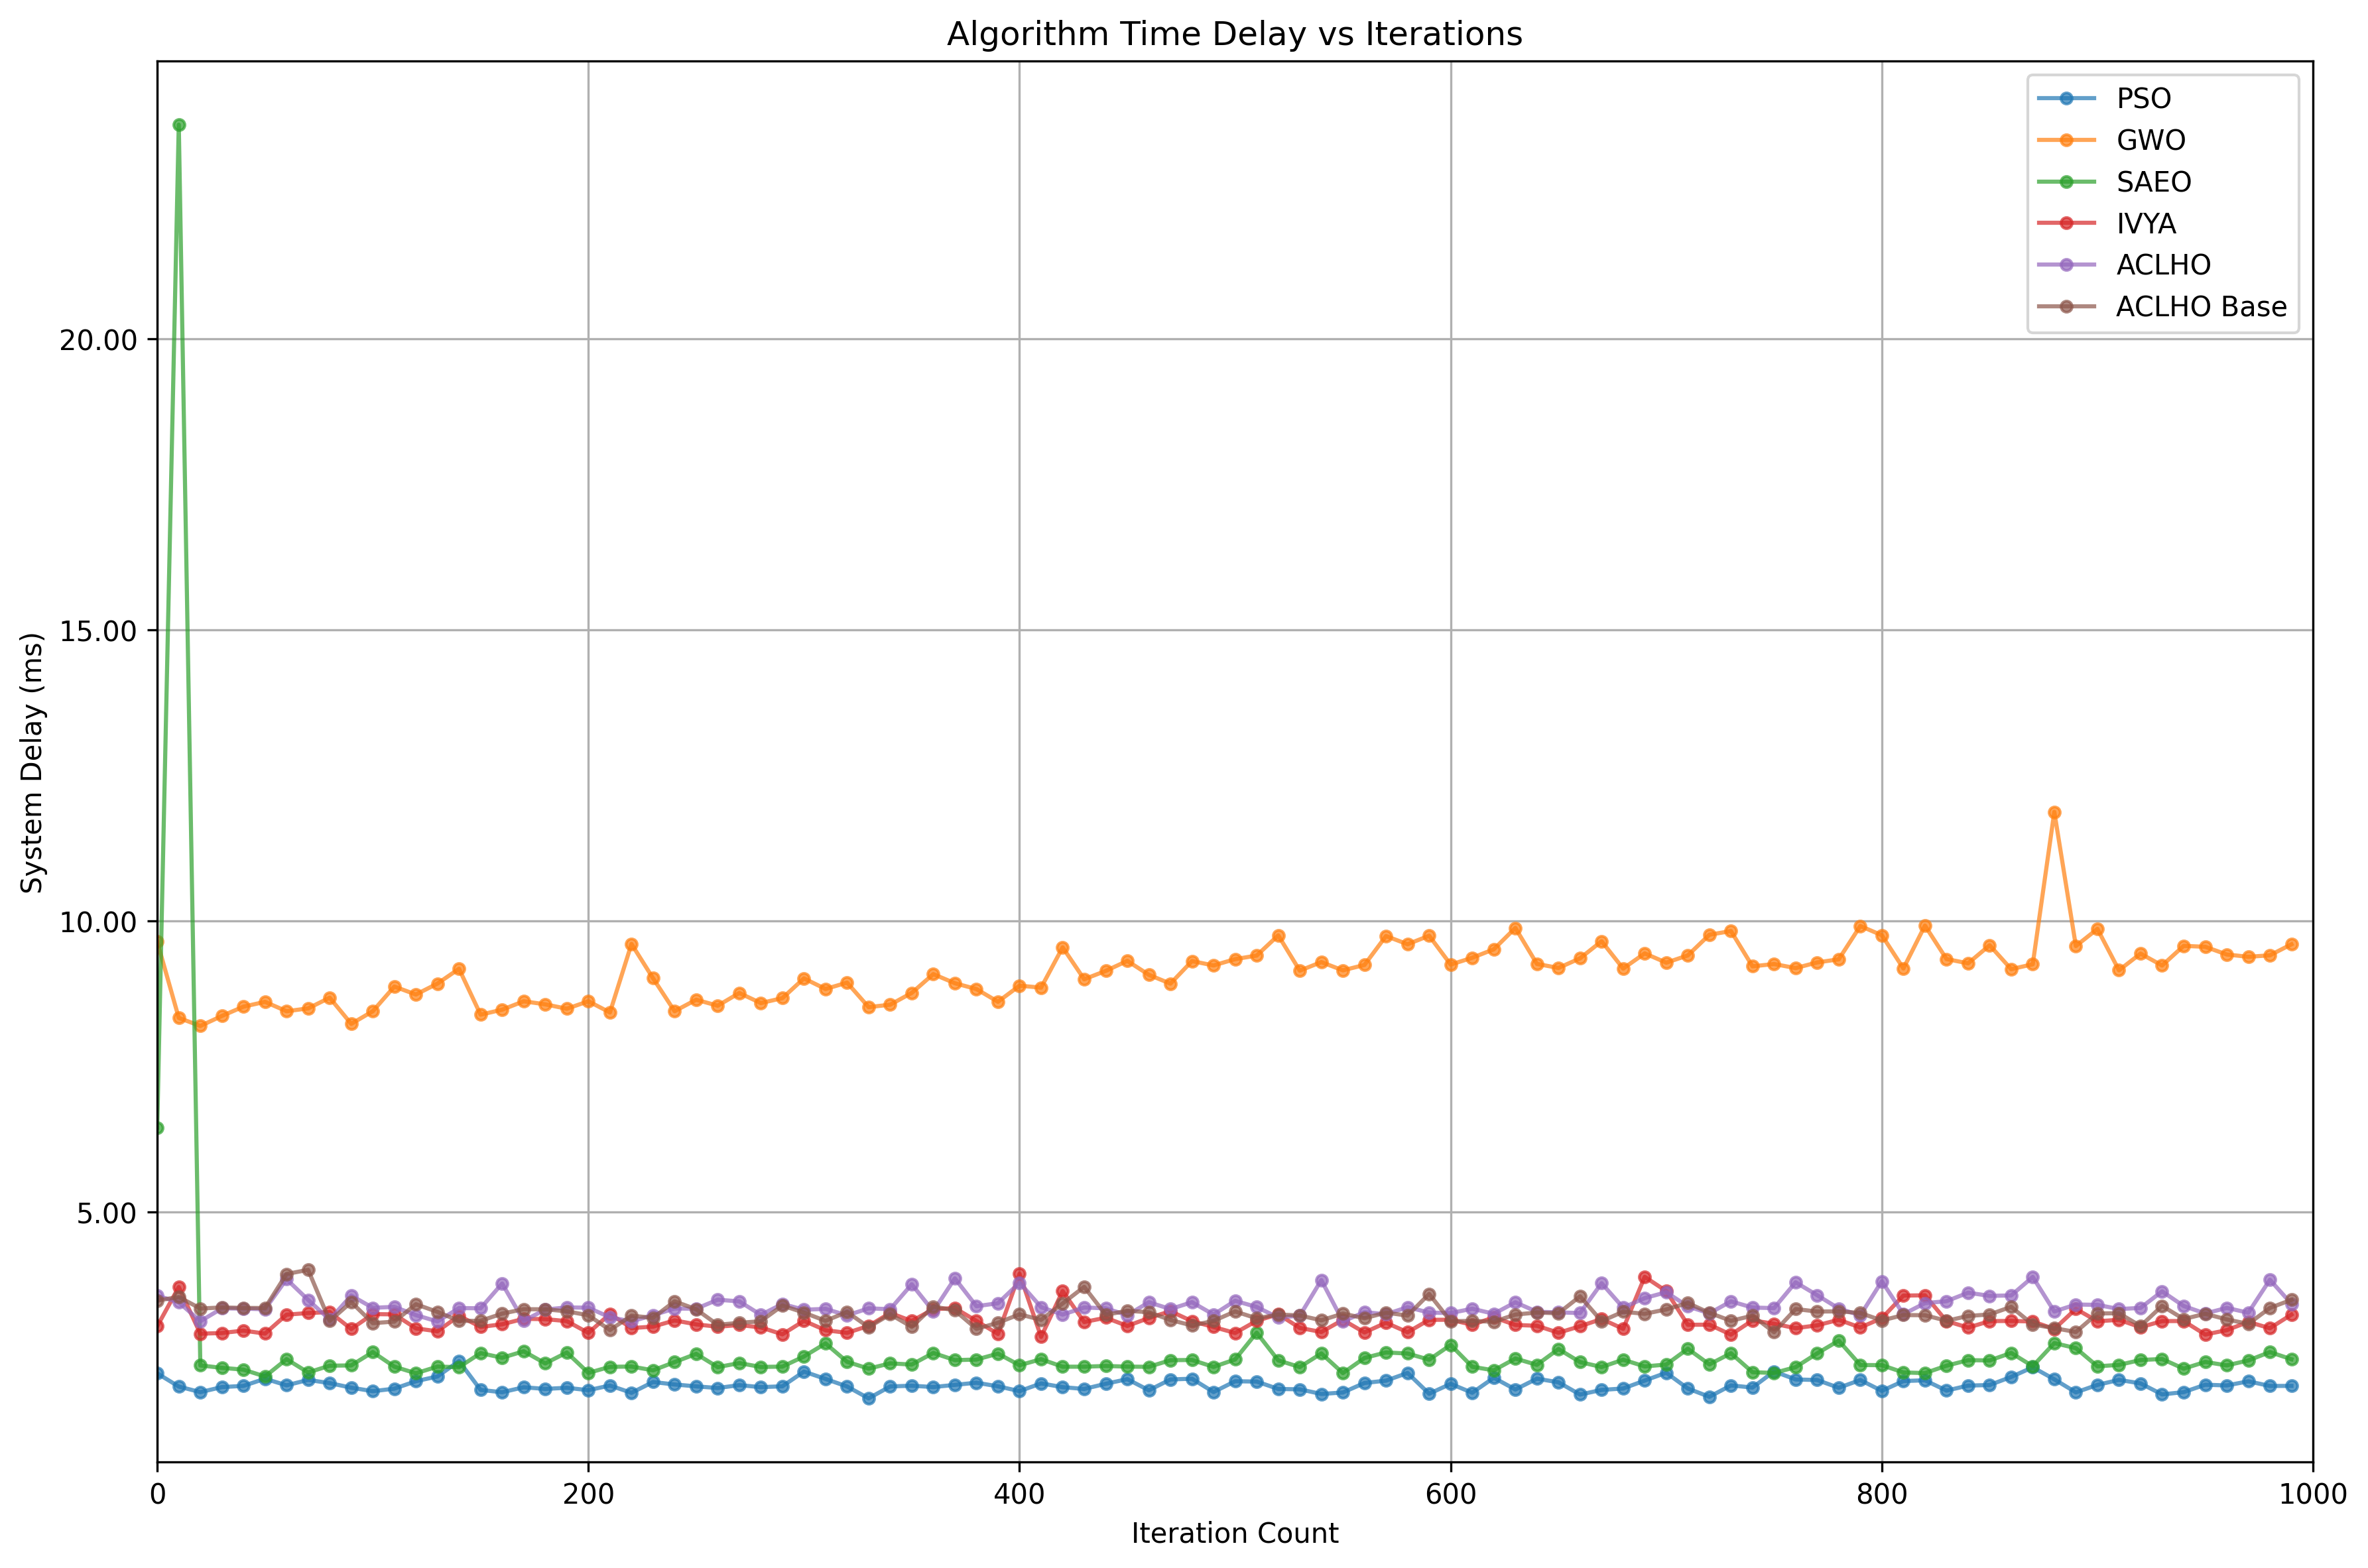 Algorithm Time Delay vs Iterations
PSO
GWO
SAEO
IVYA
ACLHO
ACLHO Base
System Delay (ms)
20.00
15.00
10.00
5.00
0 200 400 600 800 1000
Iteration Count